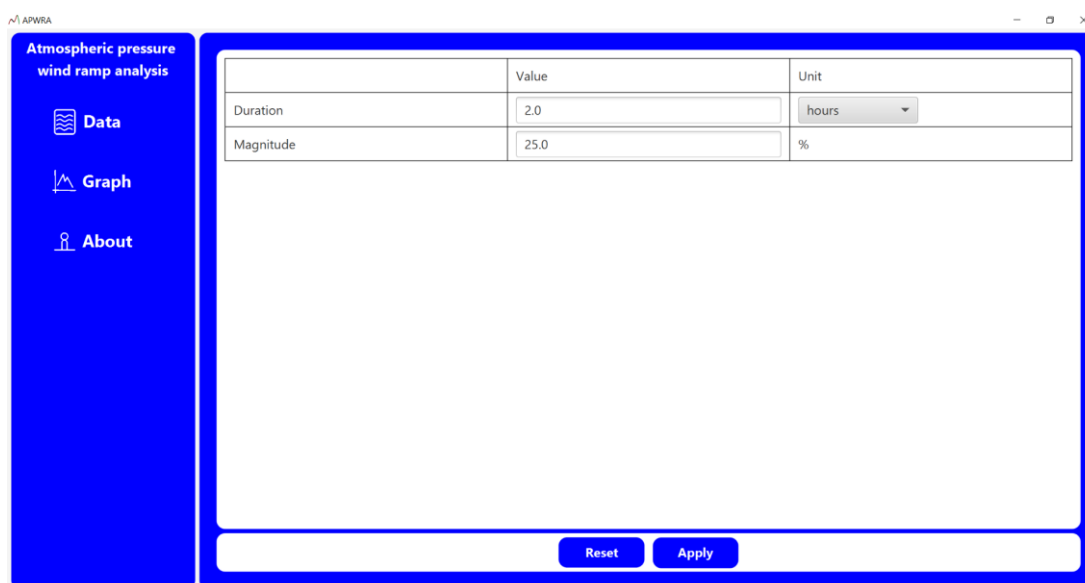 APWRA
Atmospheric pressure
wind ramp analysis
Data
Graph
About
Value Unit
Duration 2.0 hours
Magnitude 25.0 %
Reset Apply